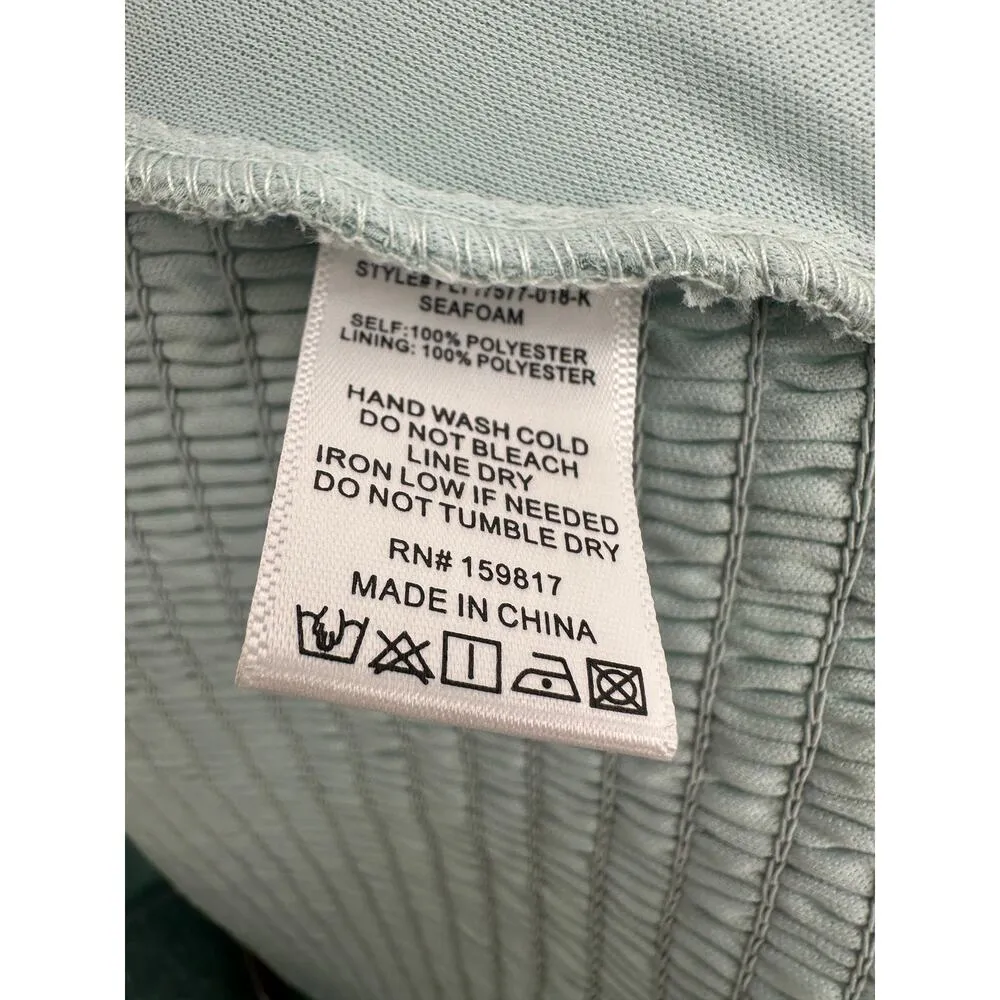 STYLE#
SEAFOAM
SELF:100% POLYESTER
LINING: 100% POLYESTER
HAND WASH COLD
DO NOT BLEACH
LINE DRY
IRON LOW IF NEEDED
DO NOT TUMBLE DRY
RN# 159817
MADE IN CHINA